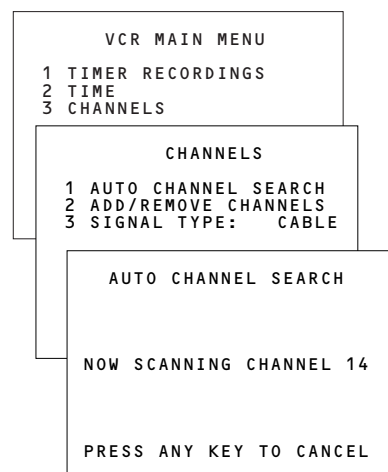 VCR MAIN MENU
1 TIMER RECORDINGS
2 TIME
3 CHANNELS
CHANNELS
1 AUTO CHANNEL SEARCH
2 ADD/REMOVE CHANNELS
3 SIGNAL TYPE: CABLE
AUTO CHANNEL SEARCH
NOW SCANNING CHANNEL 14
PRESS ANY KEY TO CANCEL